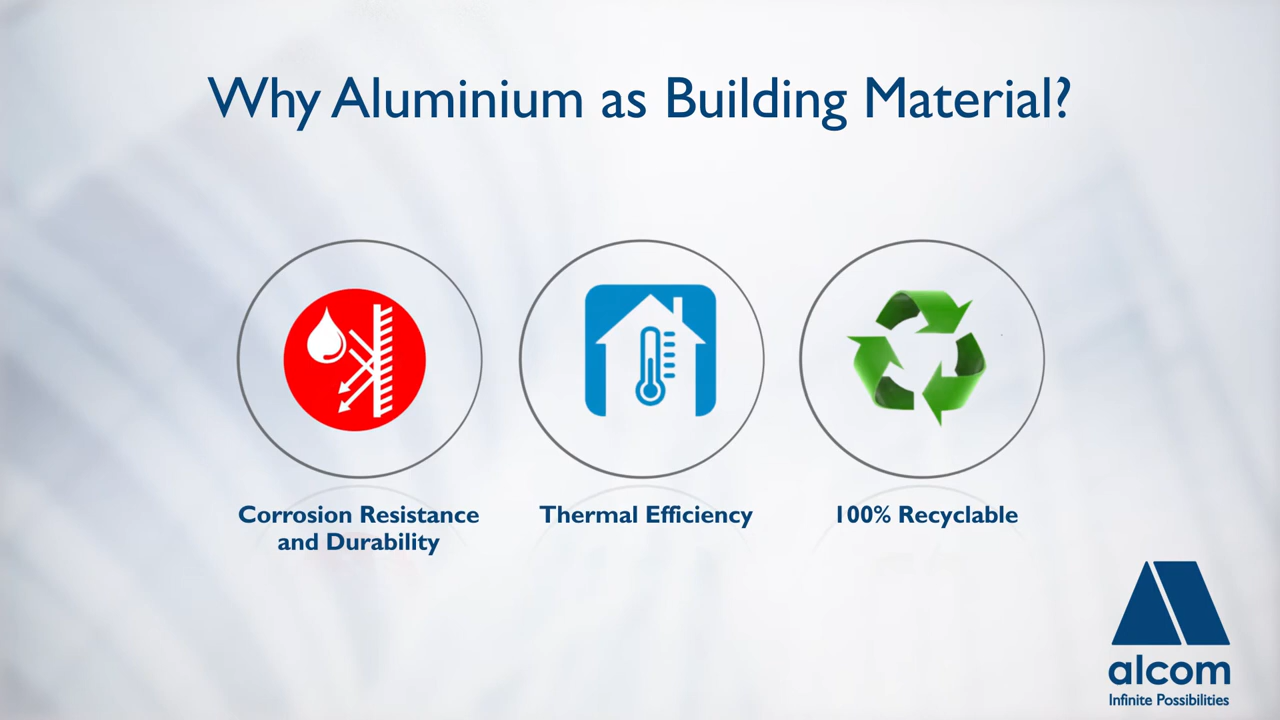 Why Aluminium as Building Material?
Corrosion Resistance
and Durability
Thermal Efficiency
100% Recyclable
alcom
Infinite Possibilities